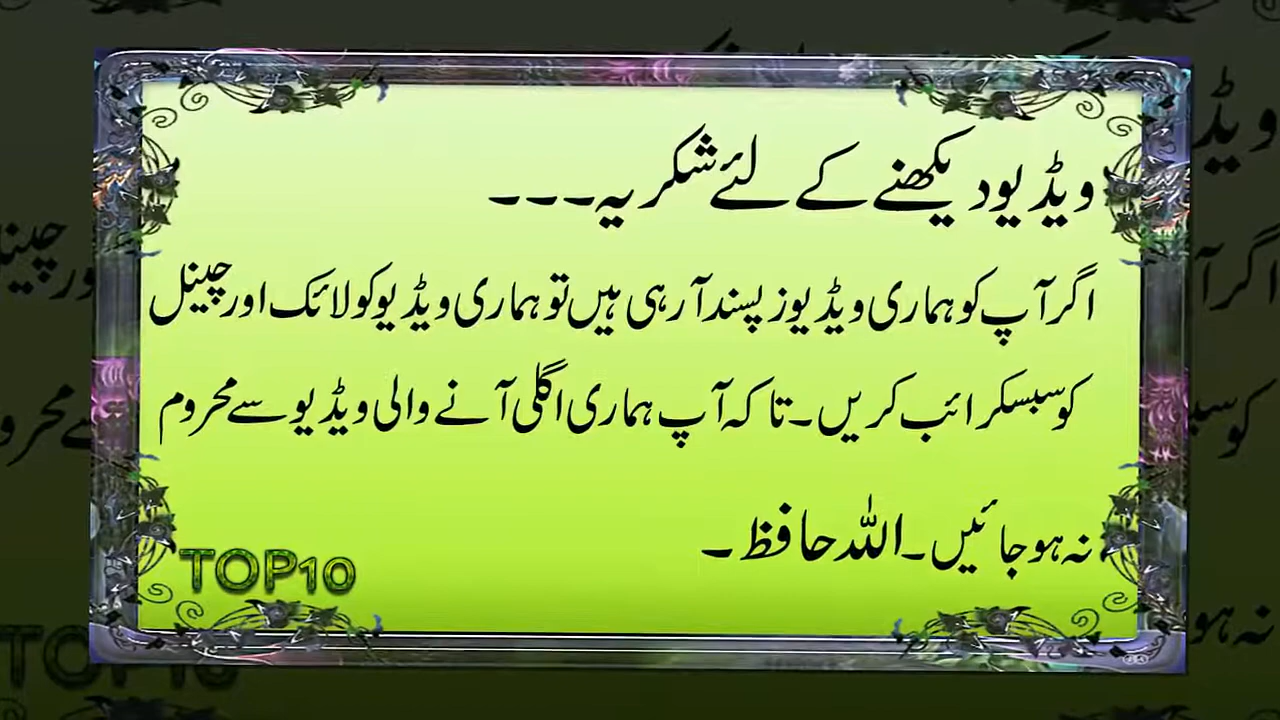 ویڈیو دیکھنے کے لئے شکریہ۔۔۔
اگر آپ کو ہماری ویڈیوز پسند آ رہی ہیں تو ہماری ویڈیو کو لائک اور چینل
کو سبسکرائب کریں۔ تا کہ آپ ہماری اگلی آنے والی ویڈیو سے محروم
نہ ہو جائیں۔ اللہ حافظ۔
TOP10